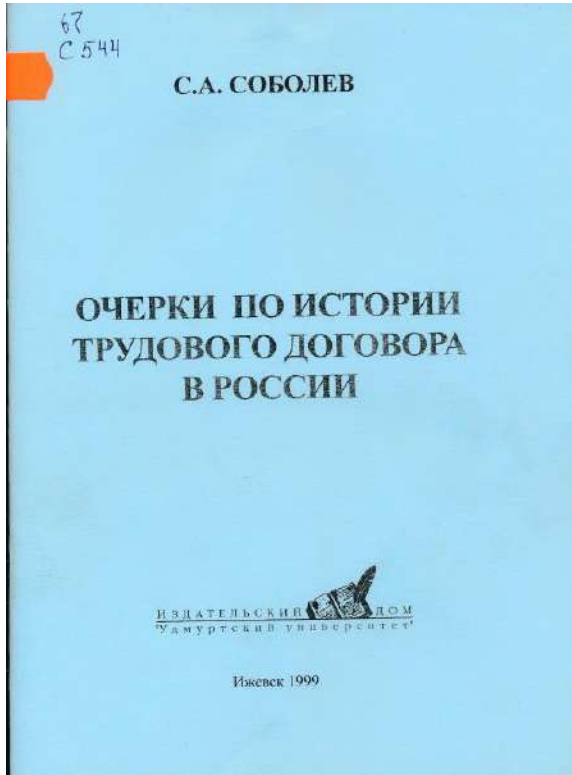 67
С 544
С.А. СОБОЛЕВ
ОЧЕРКИ ПО ИСТОРИИ
ТРУДОВОГО ДОГОВОРА
В РОССИИ
ИЗДАТЕЛЬСКИЙ ДОМ
"Удмуртский университет"
Ижевск 1999